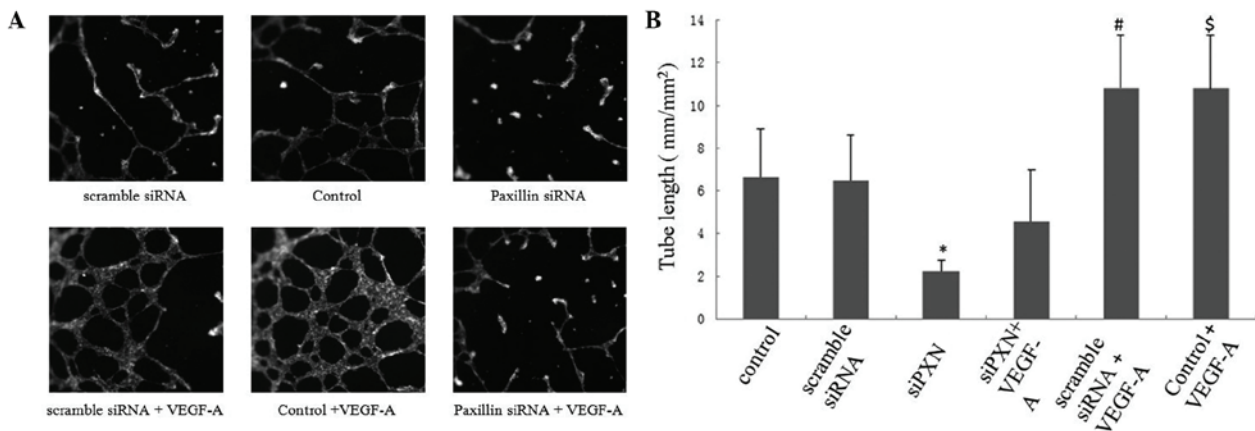 A
scramble siRNA
Control
Paxillin siRNA
scramble siRNA + VEGF-A
Control +VEGF-A
Paxillin siRNA + VEGF-A
B
Tube length ( mm/mm²)
14
12
10
8
6
4
2
0
*
#
$
control
scramble
siRNA
siPXN
siPXN+
VEGF-
A
scramble
siRNA +
VEGF-A
Control +
VEGF-A